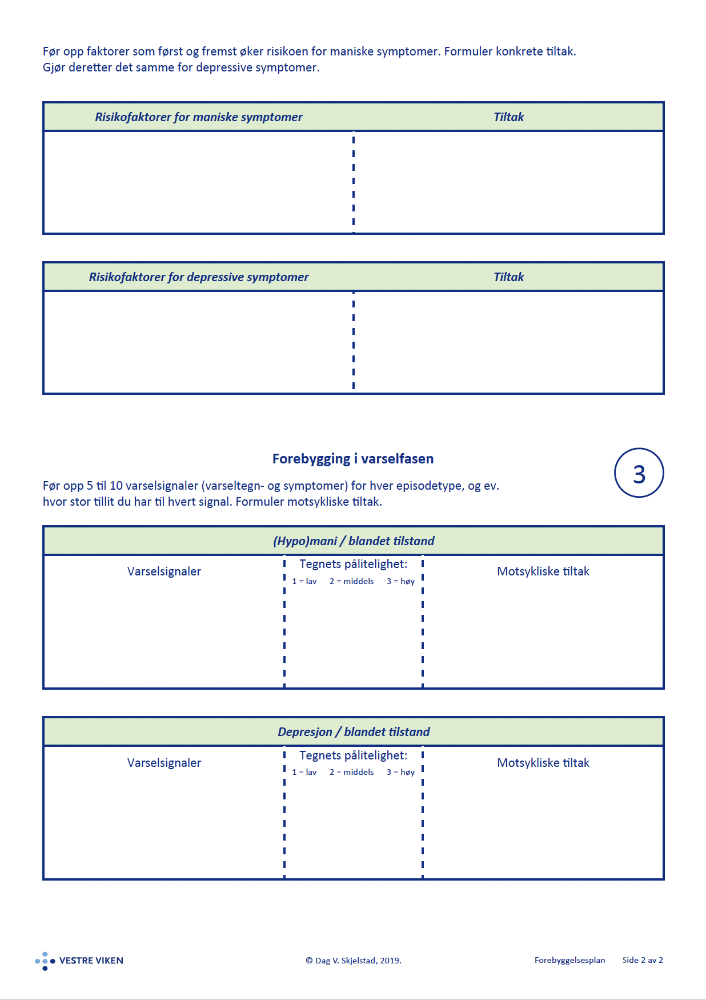 Før opp faktorer som først og fremst øker risikoen for maniske symptomer. Formuler konkrete tiltak.
Gjør deretter det samme for depressive symptomer.
Risikofaktorer for maniske symptomer Tiltak
Risikofaktorer for depressive symptomer Tiltak
Forebygging i varselfasen
3
Før opp 5 til 10 varselsignaler (varseltegn- og symptomer) for hver episodetype, og ev.
hvor stor tillit du har til hvert signal. Formuler motsykliske tiltak.
(Hypo)mani / blandet tilstand
Varselsignaler Tegnets pålitelighet: Motsykliske tiltak
1 = lav 2 = middels 3 = høy
Depresjon / blandet tilstand
Varselsignaler Tegnets pålitelighet: Motsykliske tiltak
1 = lav 2 = middels 3 = høy
VESTRE VIKEN © Dag V. Skjelstad, 2019. Forebyggelsesplan Side 2 av 2